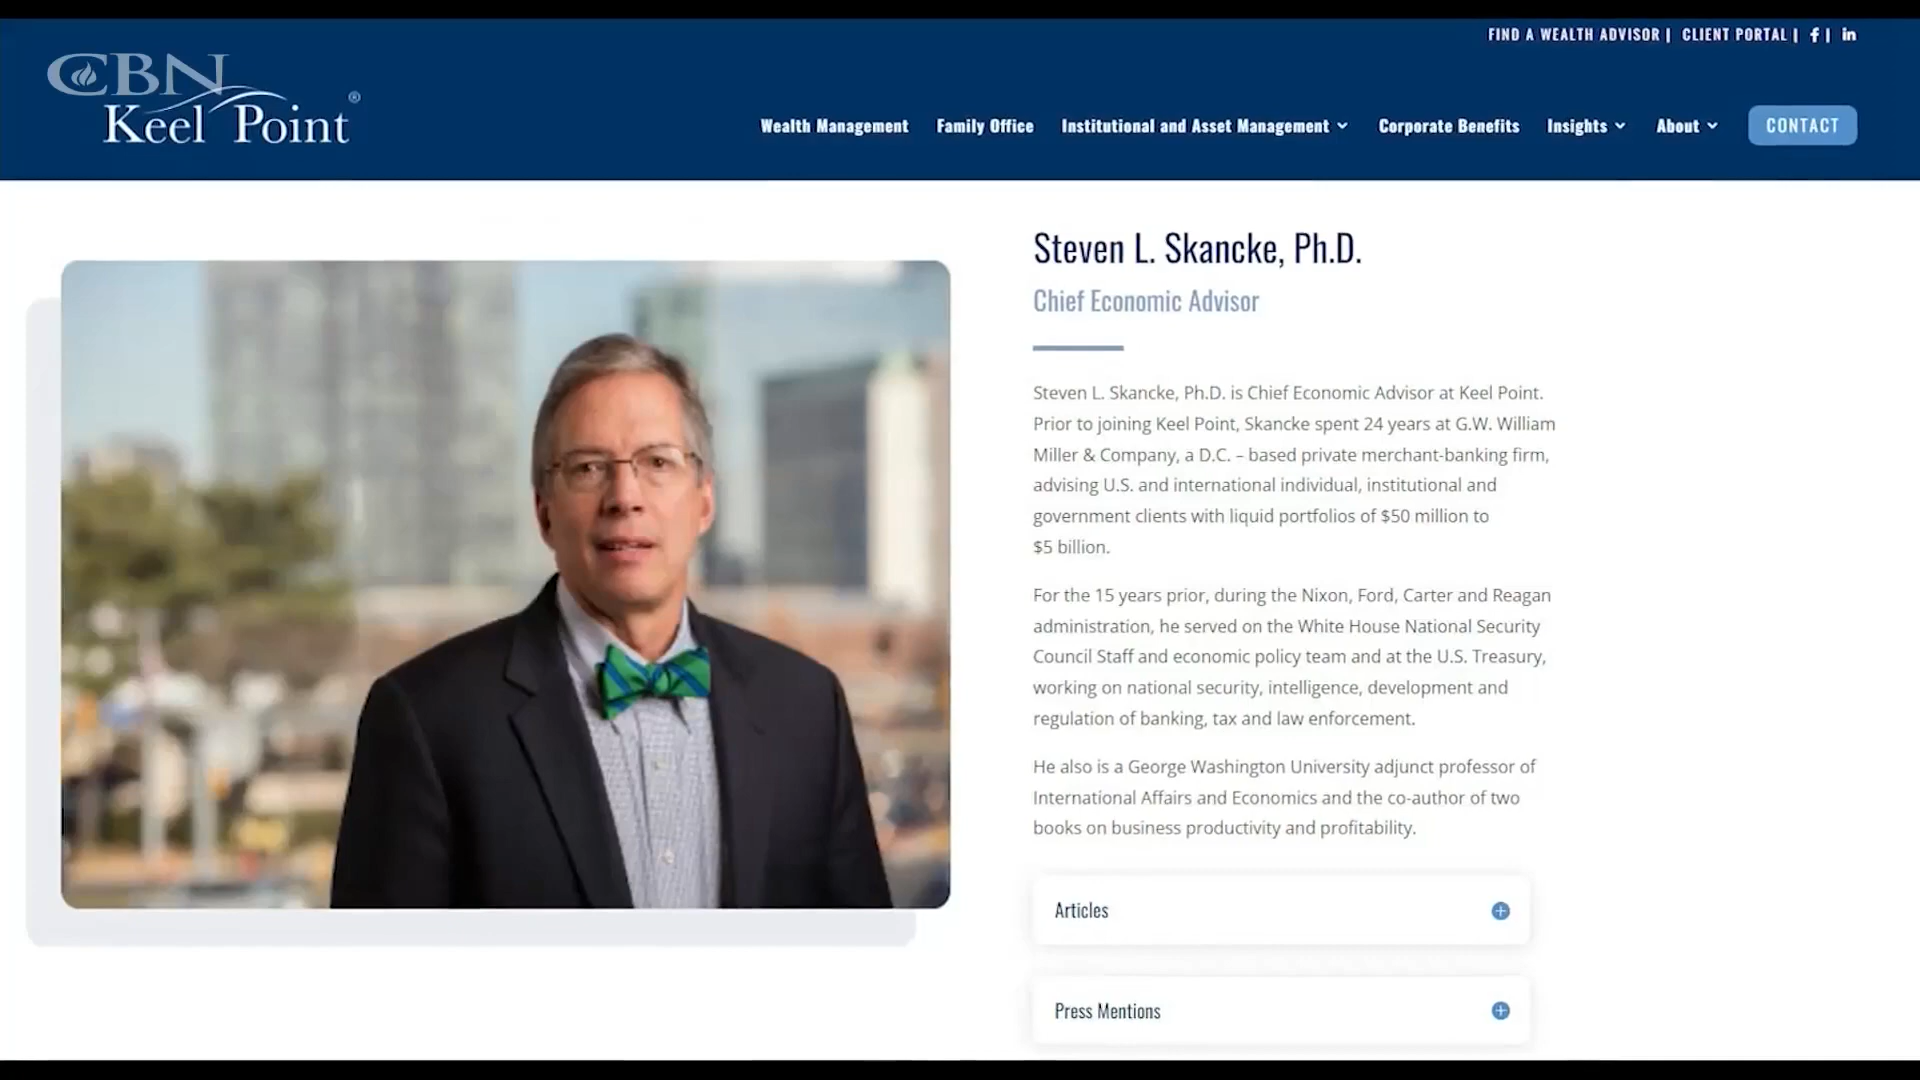 FIND A WEALTH ADVISOR | CLIENT PORTAL | f | in
CBN
Keel Point®
Wealth Management Family Office Institutional and Asset Management Corporate Benefits Insights About CONTACT
Steven L. Skancke, Ph.D.
Chief Economic Advisor
Steven L. Skancke, Ph.D. is Chief Economic Advisor at Keel Point.
Prior to joining Keel Point, Skancke spent 24 years at G.W. William
Miller & Company, a D.C. – based private merchant-banking firm,
advising U.S. and international individual, institutional and
government clients with liquid portfolios of $50 million to
$5 billion.
For the 15 years prior, during the Nixon, Ford, Carter and Reagan
administration, he served on the White House National Security
Council Staff and economic policy team and at the U.S. Treasury,
working on national security, intelligence, development and
regulation of banking, tax and law enforcement.
He also is a George Washington University adjunct professor of
International Affairs and Economics and the co-author of two
books on business productivity and profitability.
Articles
Press Mentions